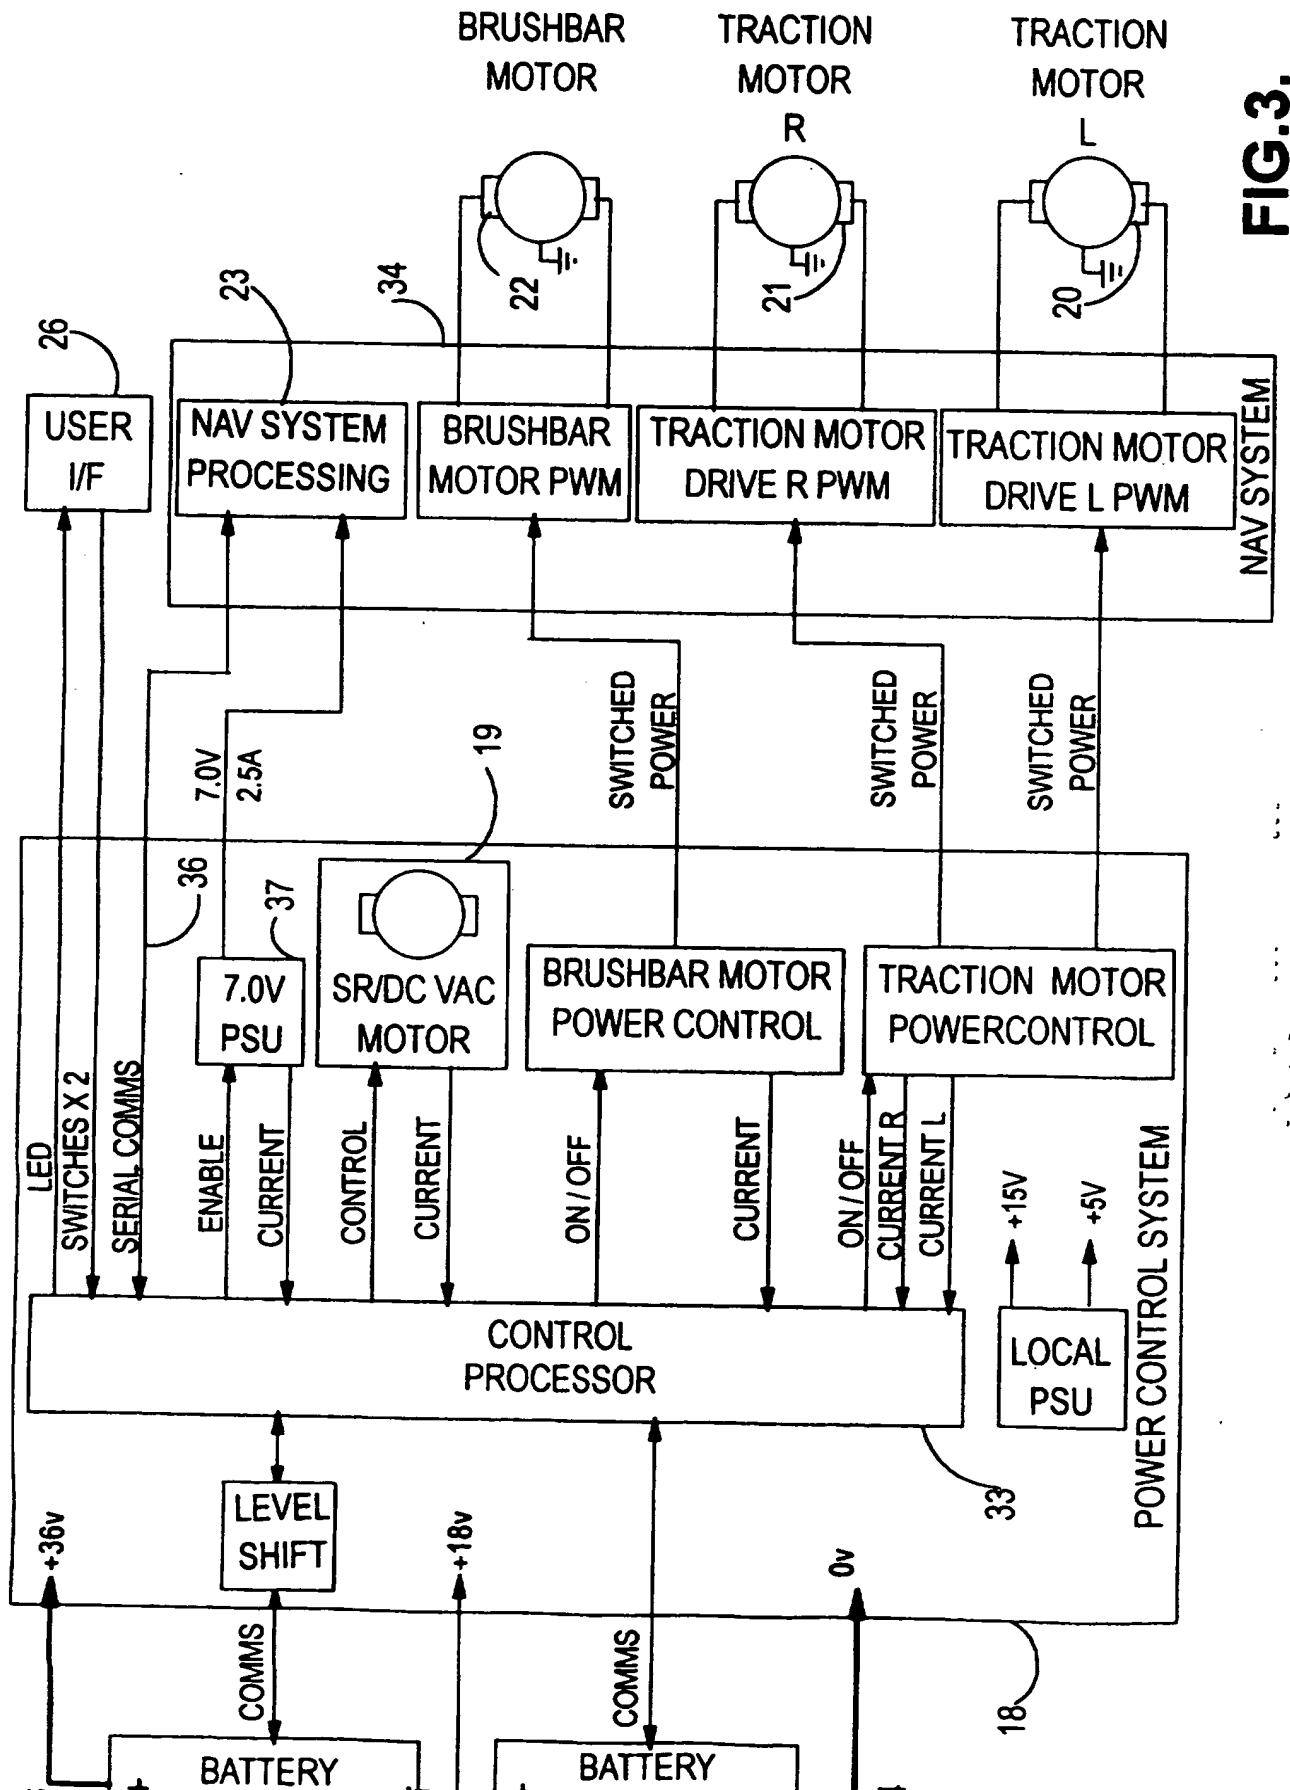 BRUSHBAR
MOTOR
TRACTION
MOTOR
R
TRACTION
MOTOR
L
FIG.3.
22
21
20
26
23
34
USER
I/F
NAV SYSTEM
PROCESSING
BRUSHBAR
MOTOR PWM
TRACTION MOTOR
DRIVE R PWM
TRACTION MOTOR
DRIVE L PWM
NAV SYSTEM
7.0V
2.5A
19
SWITCHED
POWER
SWITCHED
POWER
SWITCHED
POWER
36
37
7.0V
PSU
SR/DC VAC
MOTOR
BRUSHBAR MOTOR
POWER CONTROL
TRACTION MOTOR
POWERCONTROL
LED
SWITCHES X 2
SERIAL COMMS
ENABLE
CURRENT
CONTROL
CURRENT
ON / OFF
CURRENT
ON / OFF
CURRENT R
CURRENT L
+15V
+5V
CONTROL
PROCESSOR
LOCAL
PSU
POWER CONTROL SYSTEM
33
LEVEL
SHIFT
+36v
+18v
0v
COMMS
COMMS
18
BATTERY
BATTERY
+